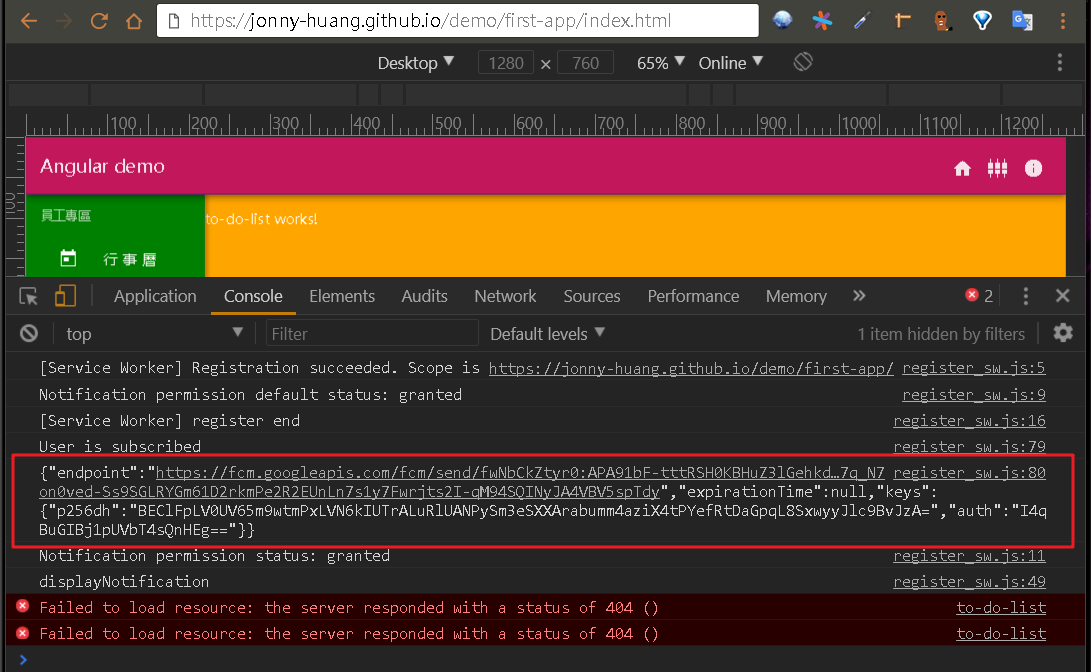 https://jonny-huang.github.io/demo/first-app/index.html
Desktop 1280 × 760 65% Online
100 200 300 400 500 600 700 800 900 1000 1100 1200
Angular demo
員工專區
to-do-list works!
行事曆
Application Console Elements Audits Network Sources Performance Memory » 2
top Filter Default levels 1 item hidden by filters
[Service Worker] Registration succeeded. Scope is https://jonny-huang.github.io/demo/first-app/ register_sw.js:5
Notification permission default status: granted register_sw.js:9
[Service Worker] register end register_sw.js:16
User is subscribed register_sw.js:79
{"endpoint":"https://fcm.googleapis.com/fcm/send/fwNbCkZtyr0:APA91bF-tttRSH0KBHuZ3lGehkd…7q_N7 register_sw.js:80
on0ved-Ss9SGLRYGm61D2rkmPe2R2EUnLn7s1y7Fwrjts2I-qM94SQINyJA4VBV5spTdy","expirationTime":null,"keys":
{"p256dh":"BEClFpLV0UV65m9wtmPxLVN6kIUTrALuRlUANPySm3eSXXArabumm4aziX4tPYefRtDaGpqL8SxwyyJlc9BvJzA=","auth":"I4q
BuGIBj1pUVbT4sQnHEg=="}}
Notification permission status: granted register_sw.js:11
displayNotification register_sw.js:49
Failed to load resource: the server responded with a status of 404 () to-do-list
Failed to load resource: the server responded with a status of 404 () to-do-list